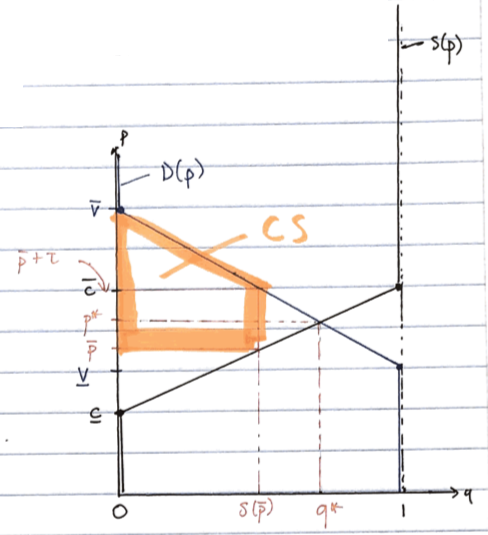 S(p)
P
D(p)
v̄
CS
p̄ + τ
c̄
p*
p̄
v̲
c̲
0
S(p̄)
q*
1
q